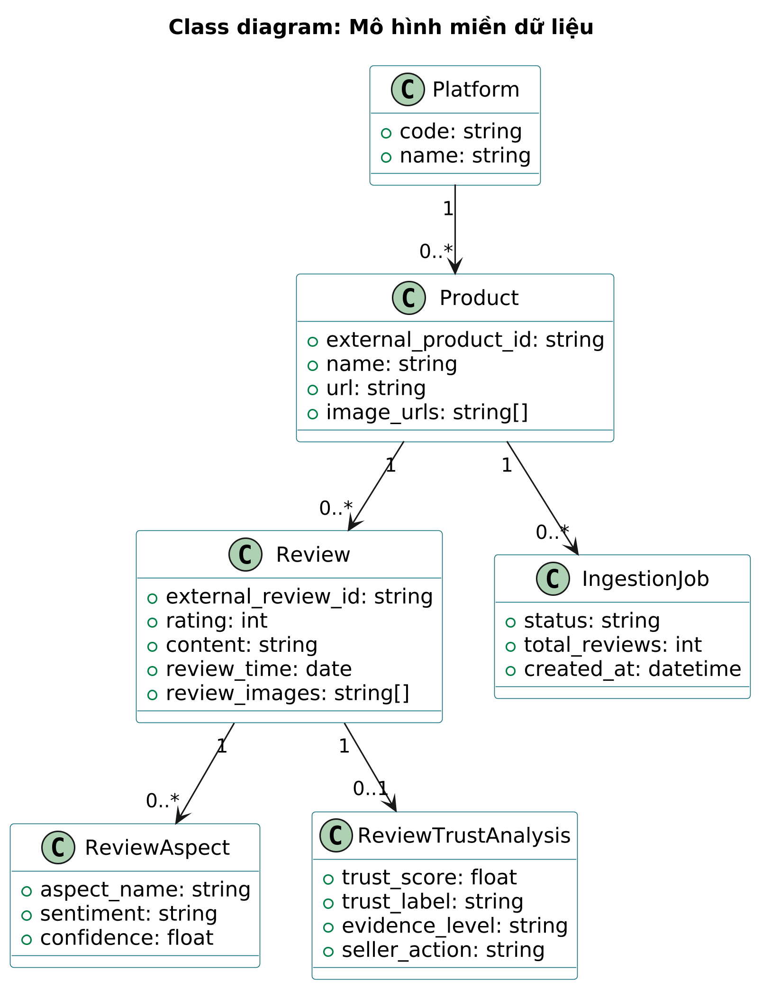 Class diagram: Mô hình miền dữ liệu
C Platform
code: string
name: string
1
0..*
C Product
external_product_id: string
name: string
url: string
image_urls: string[]
1
1
0..*
0..*
C Review
external_review_id: string
rating: int
content: string
review_time: date
review_images: string[]
C IngestionJob
status: string
total_reviews: int
created_at: datetime
1
1
0..*
0..1
C ReviewAspect
aspect_name: string
sentiment: string
confidence: float
C ReviewTrustAnalysis
trust_score: float
trust_label: string
evidence_level: string
seller_action: string